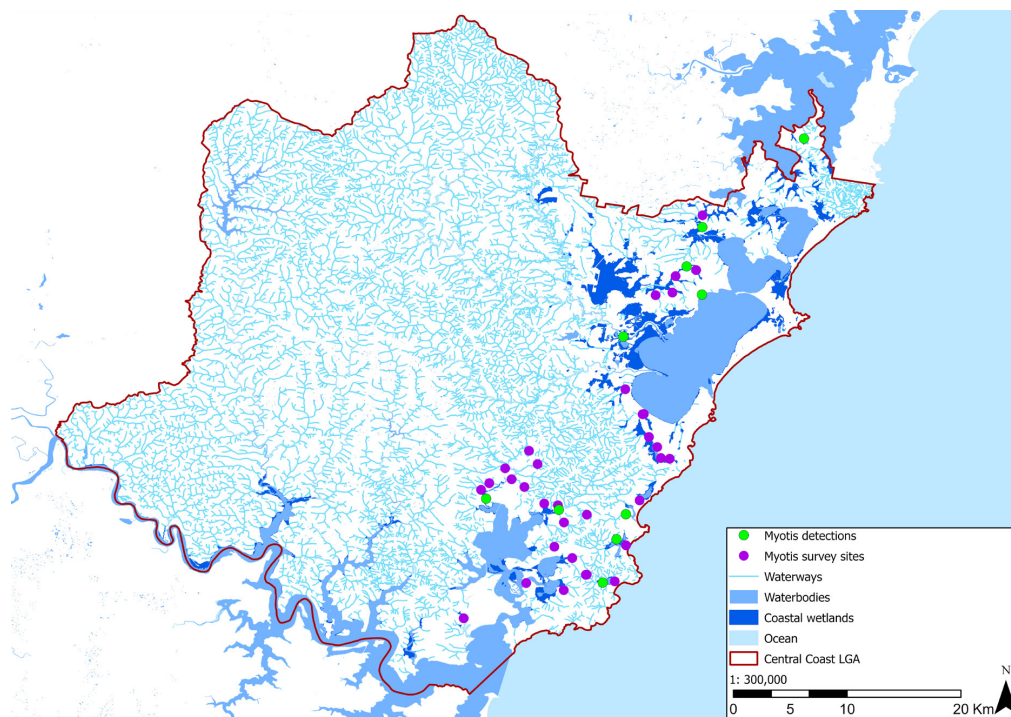 Myotis detections
Myotis survey sites
Waterways
Waterbodies
Coastal wetlands
Ocean
Central Coast LGA
1: 300,000
N
0 5 10 20 Km